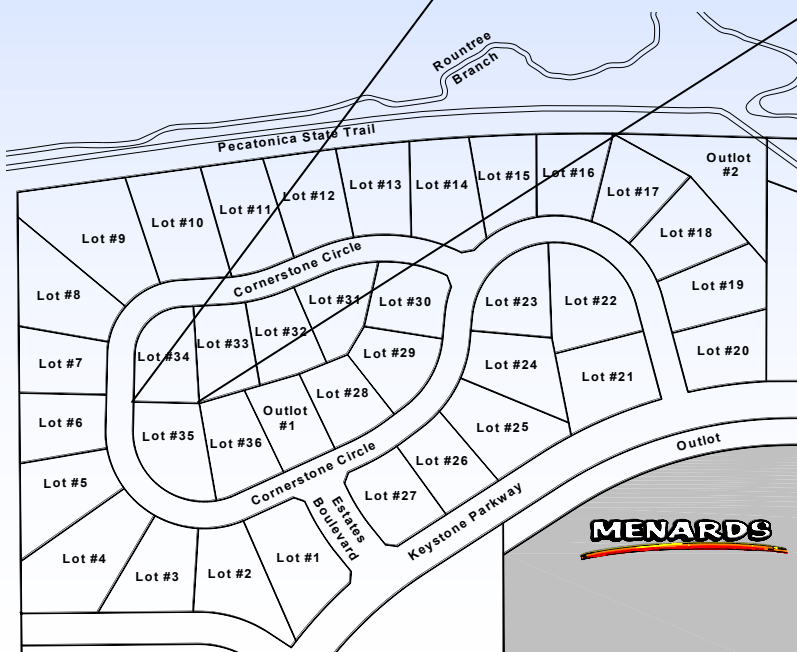 Rountree
Branch
Pecatonica State Trail
Outlot
#2
Lot #15
Lot #16
Lot #14
Lot #13
Lot #12
Lot #17
Lot #11
Lot #10
Lot #9
Lot #18
Cornerstone Circle
Lot #8
Lot #19
Lot #31
Lot #30
Lot #23
Lot #22
Lot #32
Lot #33
Lot #34
Lot #29
Lot #20
Lot #7
Lot #24
Lot #21
Lot #28
Outlot
#1
Lot #6
Lot #35
Lot #36
Lot #25
Outlot
Cornerstone Circle
Lot #26
Lot #5
Lot #27
Estates
Boulevard
Keystone Parkway
MENARDS
Lot #4
Lot #3
Lot #2
Lot #1